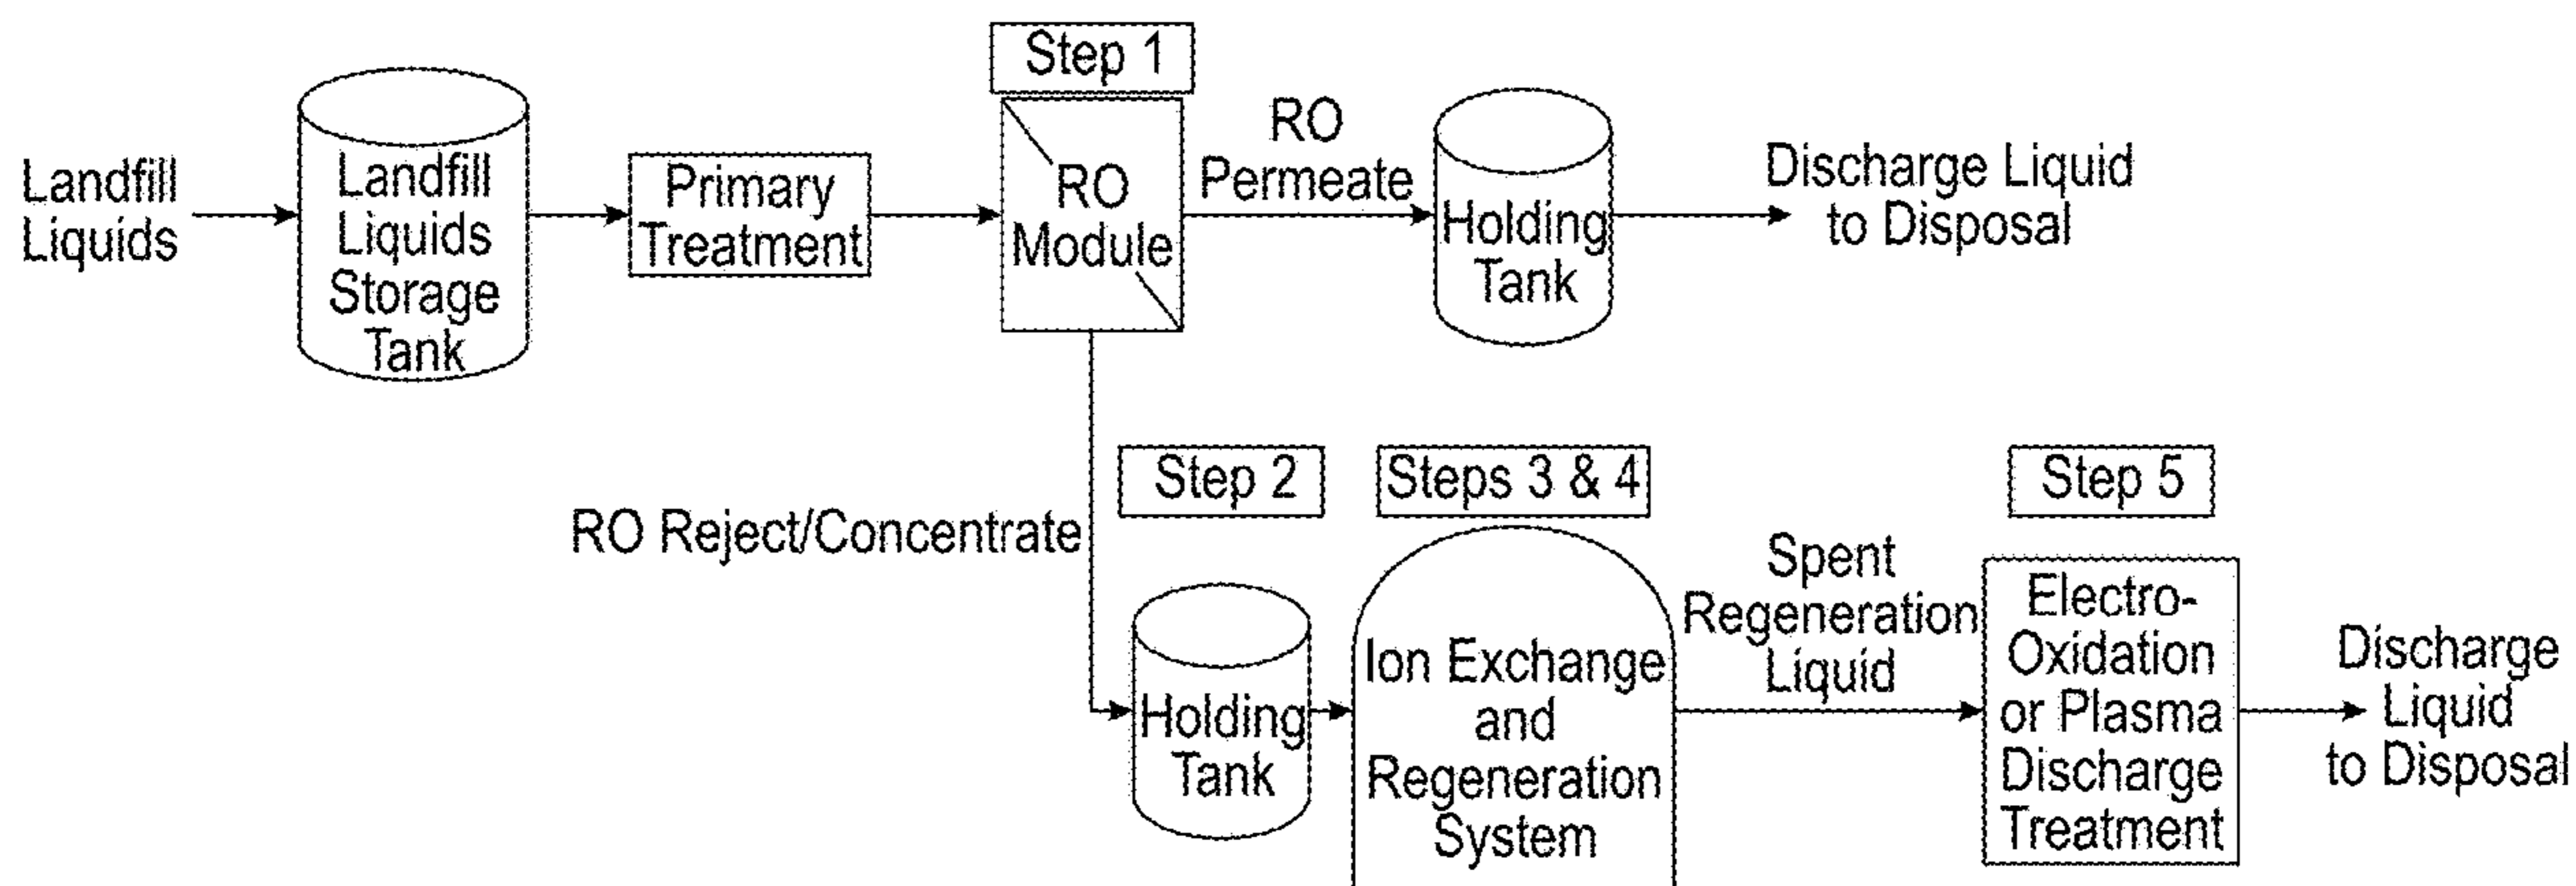 Step 1
Landfill
Liquids
Landfill
Liquids
Storage
Tank
Primary
Treatment
RO
Module
RO
Permeate
Holding
Tank
Discharge Liquid
to Disposal
RO Reject/Concentrate
Step 2
Holding
Tank
Steps 3 & 4
Ion Exchange
and
Regeneration
System
Spent
Regeneration
Liquid
Step 5
Electro-
Oxidation
or Plasma
Discharge
Treatment
Discharge
Liquid
to Disposal